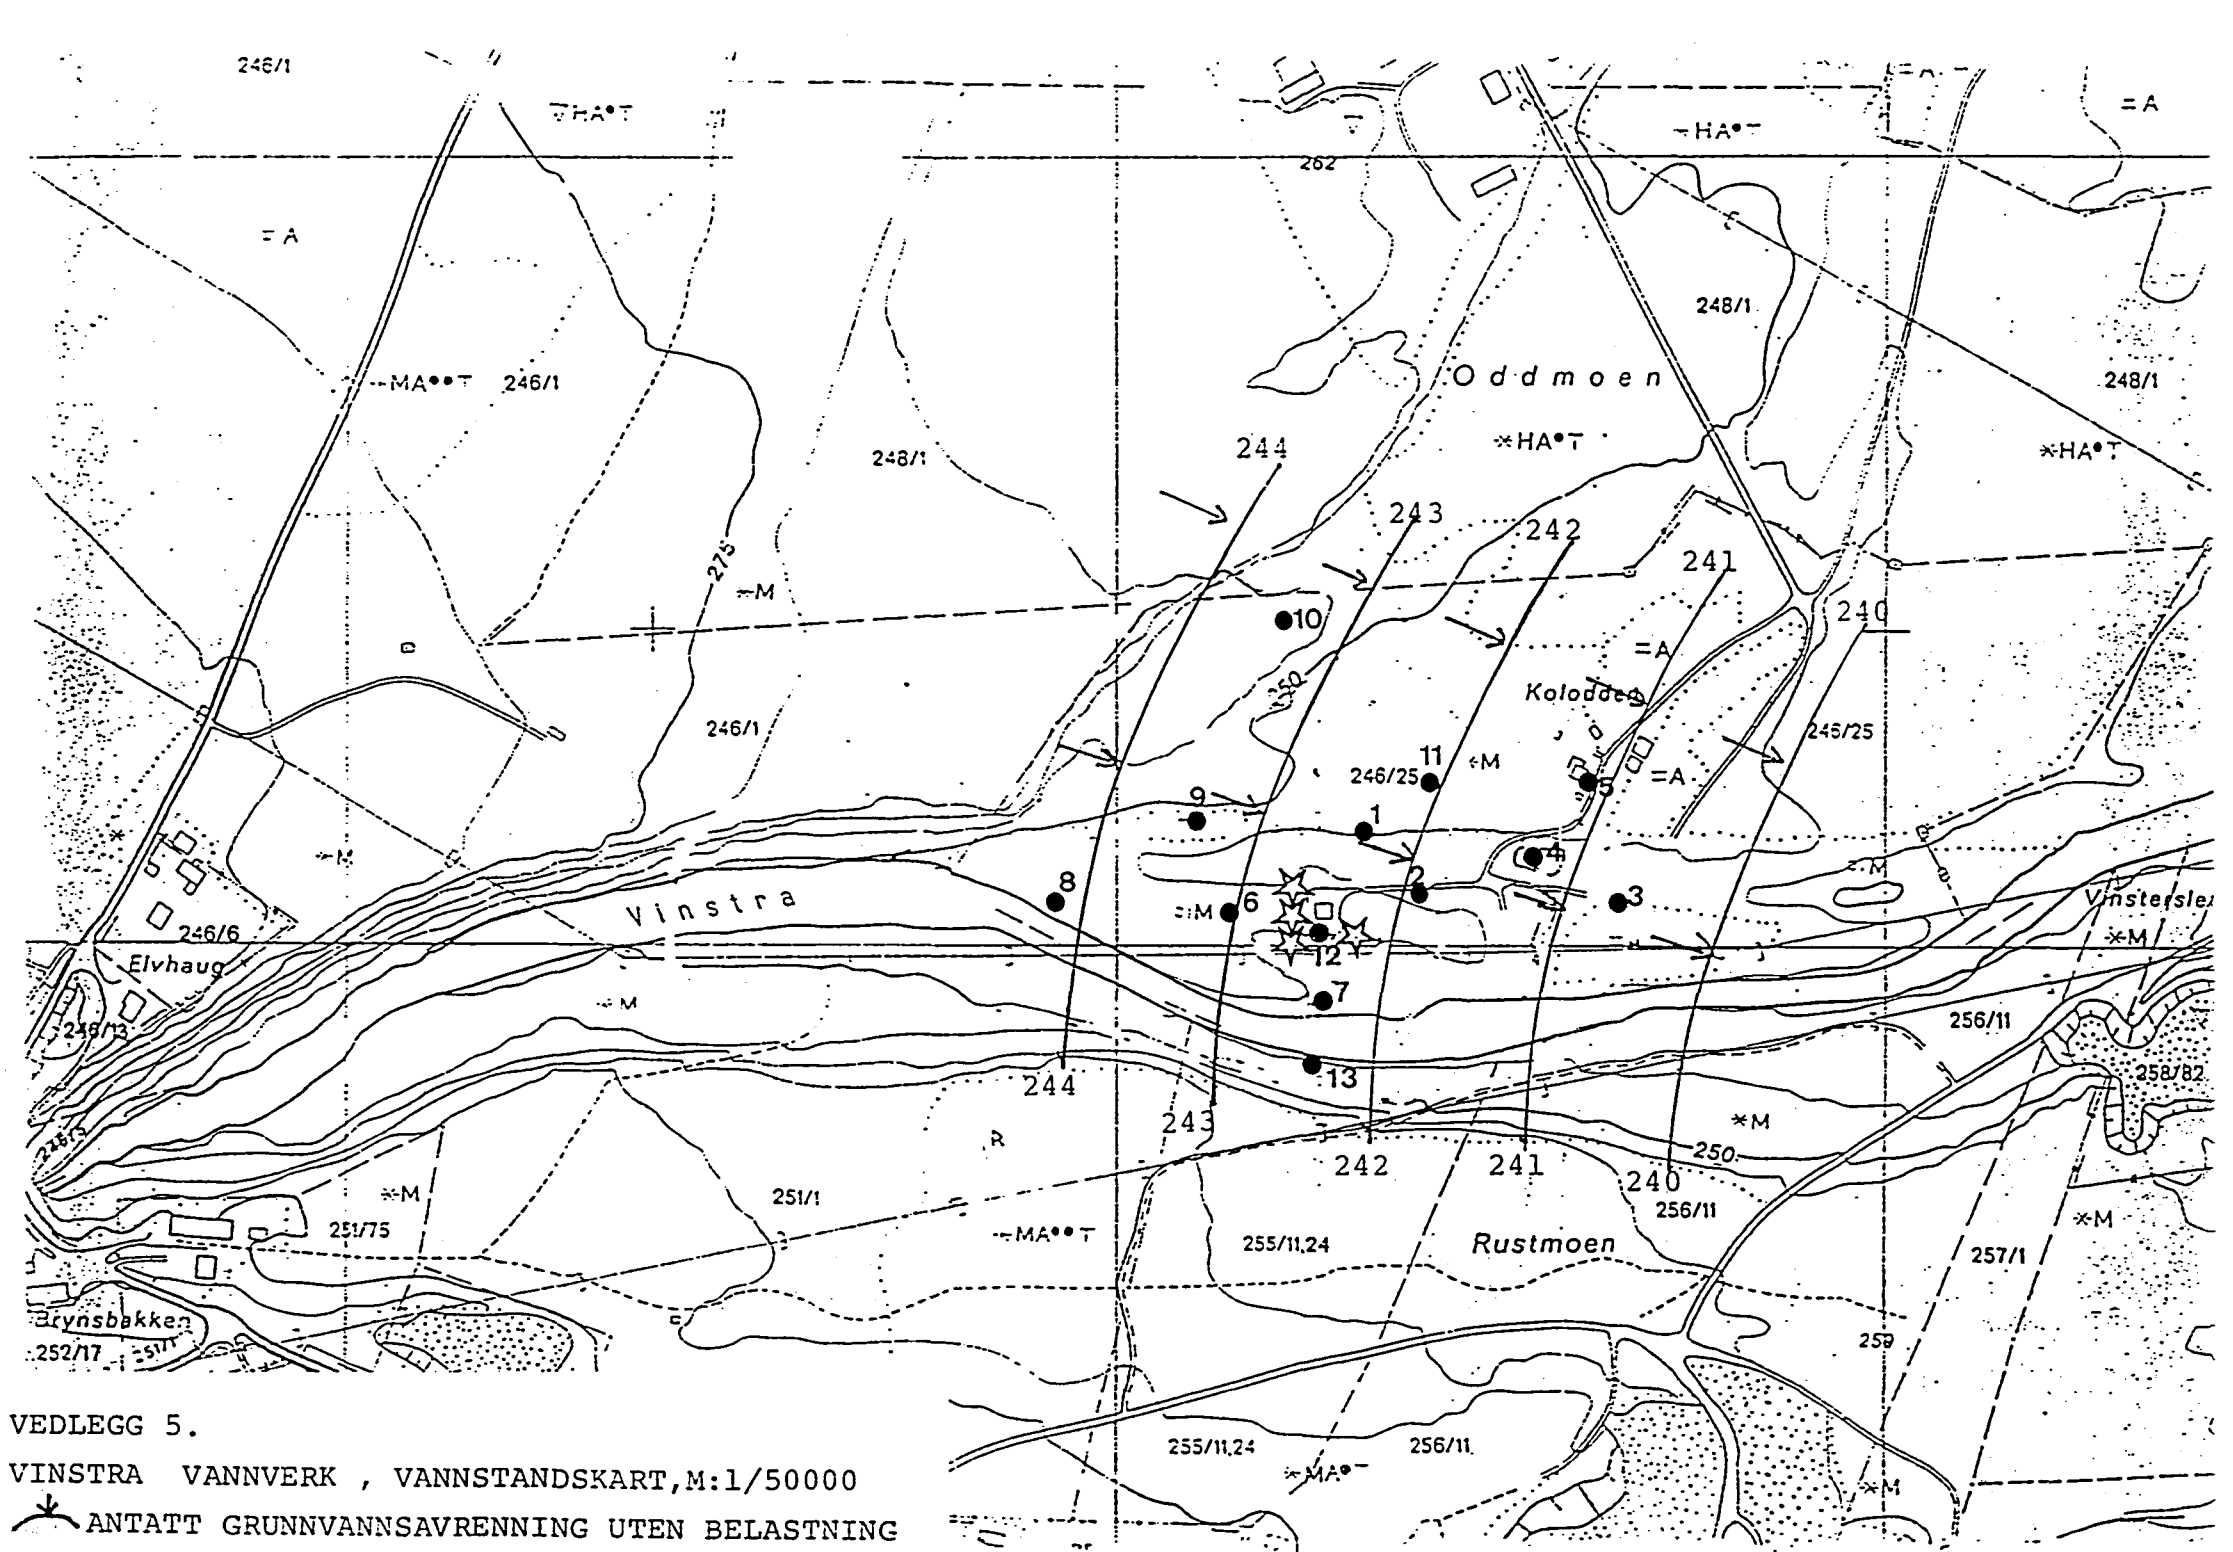 246/1
HA•T
-HA•T
= A
262
= A
248/1
-MA••T 246/1
Oddmoen
248/1
*HA•T
*HA•T
244
248/1
243
242
241
275
=M
240
10
=A
250
Kolodden
246/1
246/25
11
246/25
M
=A
5
9
1
M
4
M
8
2
3
Vinstra
6
=M
Vinstersle
246/6
*M
Elvhaug
12
7
M
246/13
256/11
13
258/82
244
243
*M
R
250
242
241
240
*M
251/1
256/11
*M
251/75
-MA••T
255/11,24
Rustmoen
257/1
Brynsbakken
252/17
251/1
255/11,24
256/11
*MA•
*M
VEDLEGG 5.
VINSTRA VANNVERK , VANNSTANDSKART,M:1/50000
ANTATT GRUNNVANNSAVRENNING UTEN BELASTNING